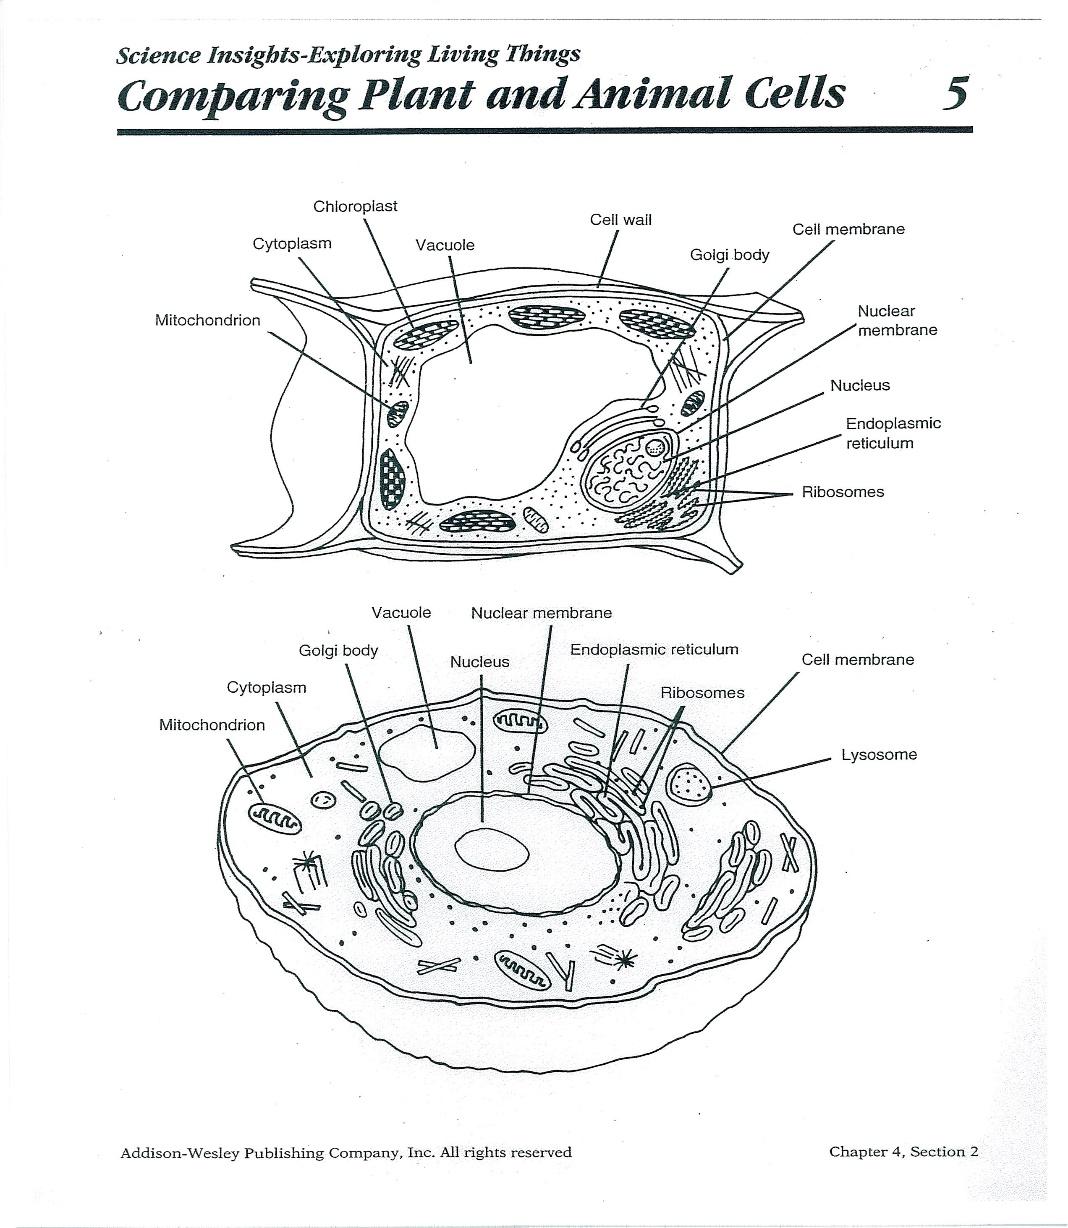 Science Insights-Exploring Living Things
Comparing Plant and Animal Cells 5
Chloroplast
Cell wall
Cytoplasm
Vacuole
Cell membrane
Golgi body
Mitochondrion
Nuclear
membrane
Nucleus
Endoplasmic
reticulum
Ribosomes
Vacuole
Nuclear membrane
Golgi body
Nucleus
Endoplasmic reticulum
Cell membrane
Cytoplasm
Ribosomes
Mitochondrion
Lysosome
Addison-Wesley Publishing Company, Inc. All rights reserved
Chapter 4, Section 2